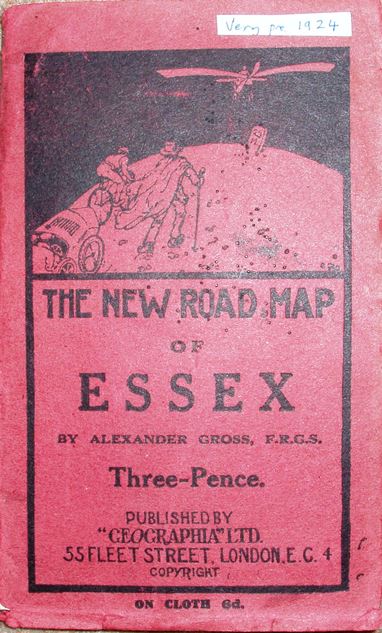 Very pre 1924
THE NEW ROAD MAP
OF
ESSEX
BY ALEXANDER GROSS, F.R.G.S.
Three-Pence.
PUBLISHED BY
"GEOGRAPHIA" LTD.
55 FLEET STREET, LONDON, E.C. 4
COPYRIGHT
ON CLOTH 6d.